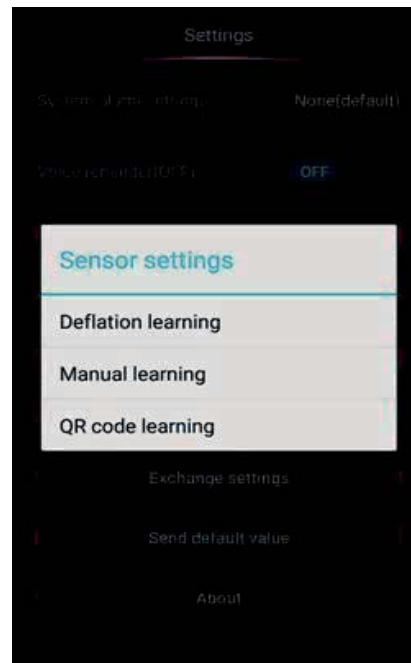 Settings
None(default)
OFF
Sensor settings
Deflation learning
Manual learning
QR code learning
Exchange settings
Send default value
About